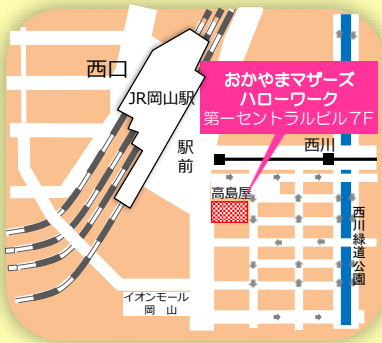 西口
JR岡山駅
駅前
おかやまマザーズ
ハローワーク
第一セントラルビル7F
西川
高島屋
西川緑道公園
イオンモール
岡山